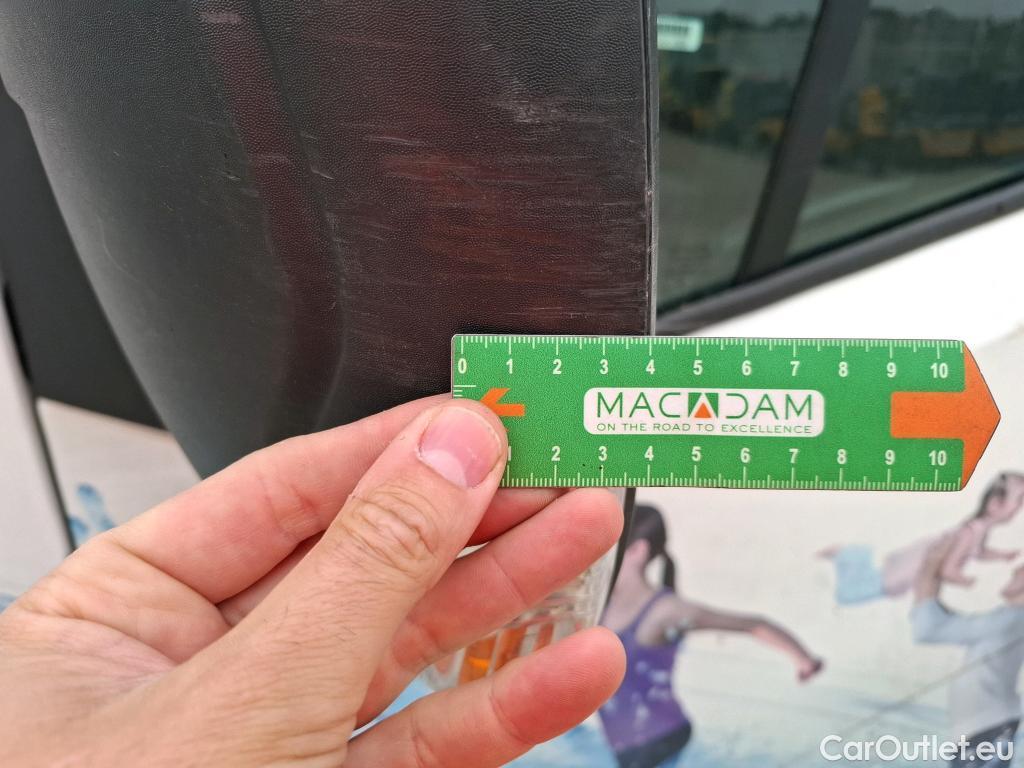 0 1 2 3 4 5 6 7 8 9 10
MACADAM
ON THE ROAD TO EXCELLENCE
1 2 3 4 5 6 7 8 9 10
CarOutlet.eu